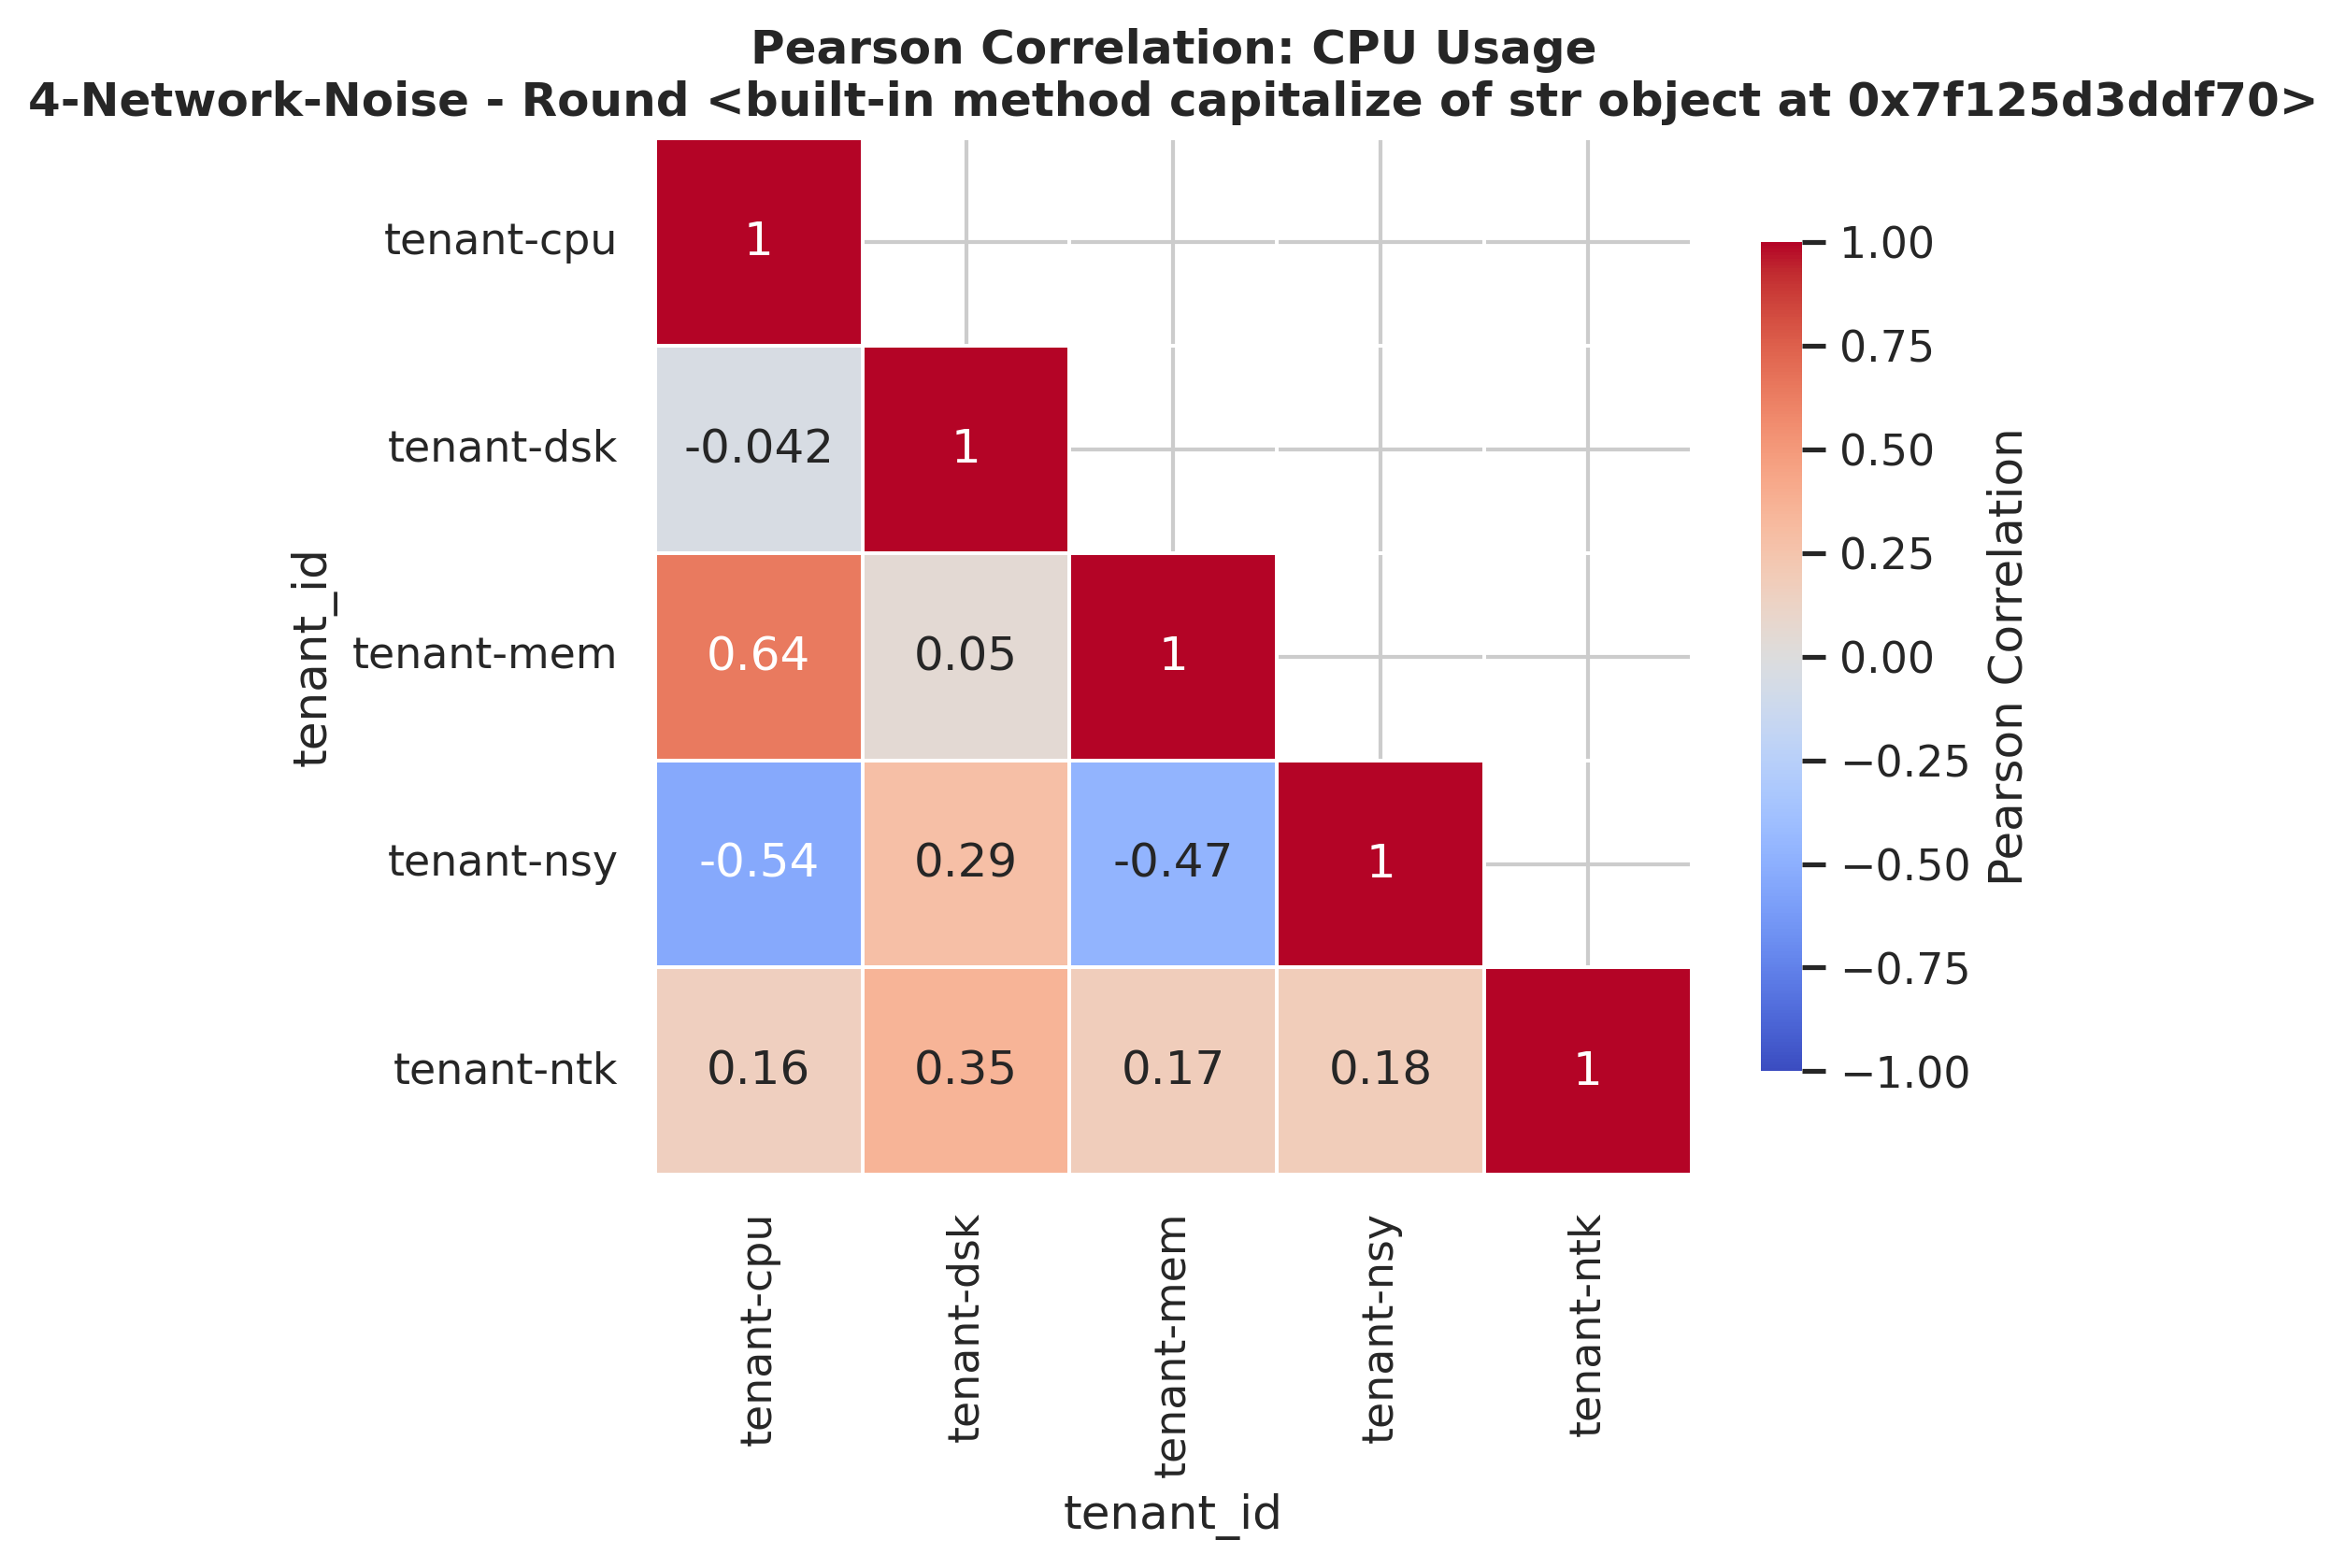 Pearson Correlation: CPU Usage
4-Network-Noise - Round <built-in method capitalize of str object at 0x7f125d3ddf70>
tenant_id
tenant-cpu
1
tenant-dsk
-0.042 1
tenant-mem
0.64 0.05 1
tenant-nsy
-0.54 0.29 -0.47 1
tenant-ntk
0.16 0.35 0.17 0.18 1
tenant-cpu
tenant-dsk
tenant-mem
tenant-nsy
tenant-ntk
tenant_id
1.00
0.75
0.50
0.25
0.00
−0.25
−0.50
−0.75
−1.00
Pearson Correlation